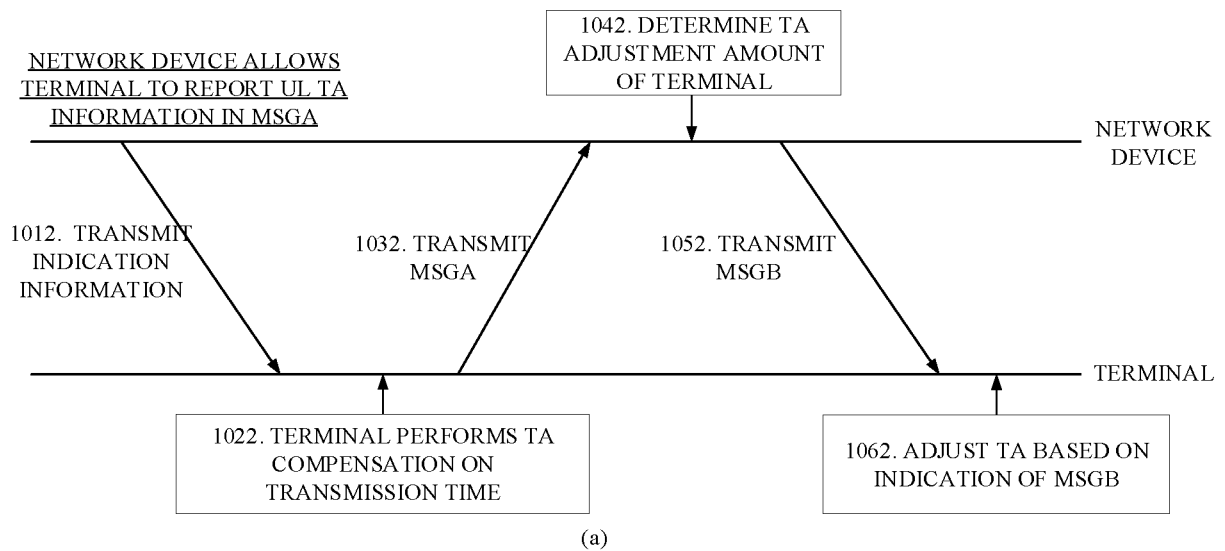 NETWORK DEVICE ALLOWS
TERMINAL TO REPORT UL TA
INFORMATION IN MSGA
1042. DETERMINE TA
ADJUSTMENT AMOUNT
OF TERMINAL
NETWORK
DEVICE
1012. TRANSMIT
INDICATION
INFORMATION
1032. TRANSMIT
MSGA
1052. TRANSMIT
MSGB
TERMINAL
1022. TERMINAL PERFORMS TA
COMPENSATION ON
TRANSMISSION TIME
1062. ADJUST TA BASED ON
INDICATION OF MSGB
(a)